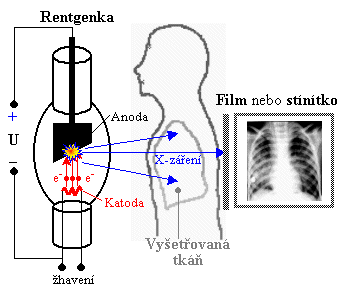 Rentgenka
+
U
−
Anoda
e⁻
e⁻
Katoda
žhavení
X-záření
Vyšetřovaná
tkáň
Film nebo stínítko